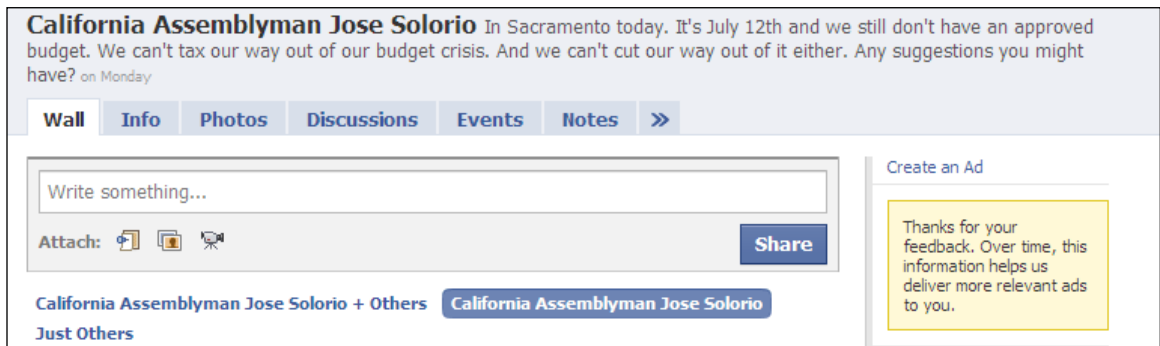 California Assemblyman Jose Solorio In Sacramento today. It's July 12th and we still don't have an approved
budget. We can't tax our way out of our budget crisis. And we can't cut our way out of it either. Any suggestions you might
have? on Monday
Wall Info Photos Discussions Events Notes »
Write something...
Attach:
Share
California Assemblyman Jose Solorio + Others California Assemblyman Jose Solorio
Just Others
Create an Ad
Thanks for your
feedback. Over time, this
information helps us
deliver more relevant ads
to you.